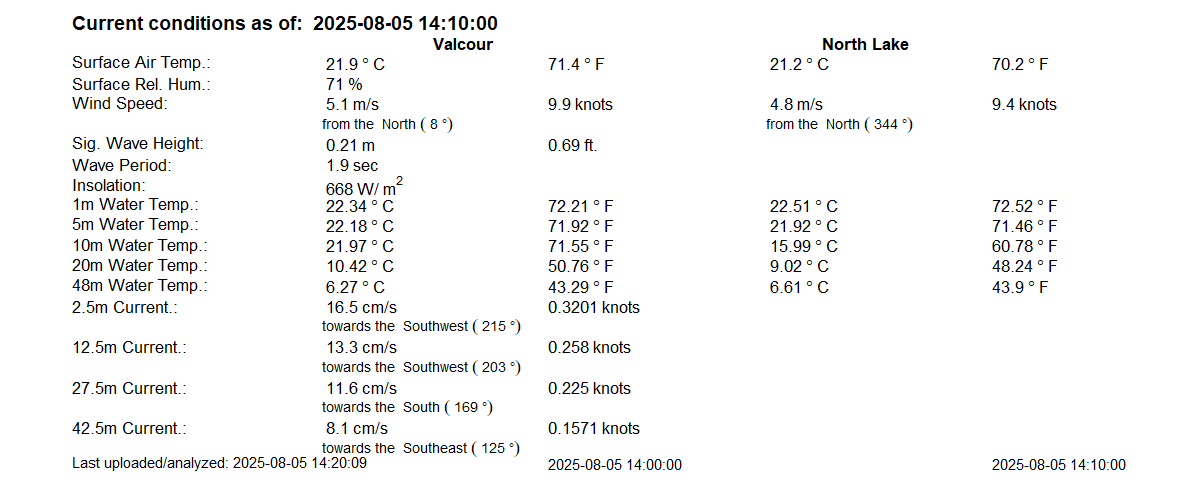 Current conditions as of: 2025-08-05 14:10:00
Valcour North Lake
Surface Air Temp.: 21.9 ° C 71.4 ° F 21.2 ° C 70.2 ° F
Surface Rel. Hum.: 71 %
Wind Speed: 5.1 m/s 9.9 knots 4.8 m/s 9.4 knots
from the North ( 8 °) from the North ( 344 °)
Sig. Wave Height: 0.21 m 0.69 ft.
Wave Period: 1.9 sec
Insolation: 668 W/ m²
1m Water Temp.: 22.34 ° C 72.21 ° F 22.51 ° C 72.52 ° F
5m Water Temp.: 22.18 ° C 71.92 ° F 21.92 ° C 71.46 ° F
10m Water Temp.: 21.97 ° C 71.55 ° F 15.99 ° C 60.78 ° F
20m Water Temp.: 10.42 ° C 50.76 ° F 9.02 ° C 48.24 ° F
48m Water Temp.: 6.27 ° C 43.29 ° F 6.61 ° C 43.9 ° F
2.5m Current.: 16.5 cm/s 0.3201 knots
towards the Southwest ( 215 °)
12.5m Current.: 13.3 cm/s 0.258 knots
towards the Southwest ( 203 °)
27.5m Current.: 11.6 cm/s 0.225 knots
towards the South ( 169 °)
42.5m Current.: 8.1 cm/s 0.1571 knots
towards the Southeast ( 125 °)
Last uploaded/analyzed: 2025-08-05 14:20:09 2025-08-05 14:00:00 2025-08-05 14:10:00